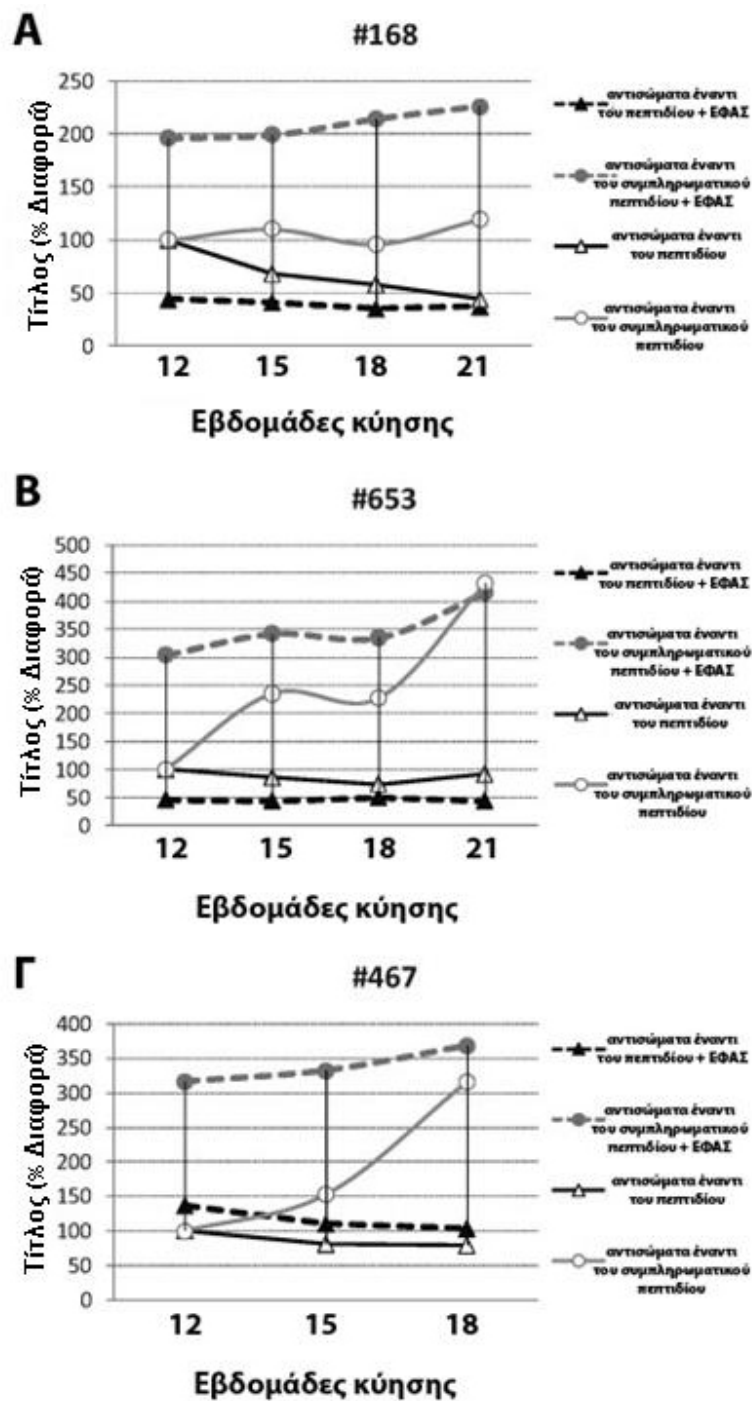 Α
#168
Τίτλος (% Διαφορά)
250
200
150
100
50
0
12 15 18 21
Εβδομάδες κύησης
αντισώματα έναντι
του πεπτιδίου + ΕΦΑΣ
αντισώματα έναντι
του συμπληρωματικού
πεπτιδίου + ΕΦΑΣ
αντισώματα έναντι
του πεπτιδίου
αντισώματα έναντι
του συμπληρωματικού
πεπτιδίου
Β
#653
Τίτλος (% Διαφορά)
500
450
400
350
300
250
200
150
100
50
0
12 15 18 21
Εβδομάδες κύησης
αντισώματα έναντι
του πεπτιδίου + ΕΦΑΣ
αντισώματα έναντι
του συμπληρωματικού
πεπτιδίου + ΕΦΑΣ
αντισώματα έναντι
του πεπτιδίου
αντισώματα έναντι
του συμπληρωματικού
πεπτιδίου
Γ
#467
Τίτλος (% Διαφορά)
400
350
300
250
200
150
100
50
0
12 15 18
Εβδομάδες κύησης
αντισώματα έναντι
του πεπτιδίου + ΕΦΑΣ
αντισώματα έναντι
του συμπληρωματικού
πεπτιδίου + ΕΦΑΣ
αντισώματα έναντι
του πεπτιδίου
αντισώματα έναντι
του συμπληρωματικού
πεπτιδίου